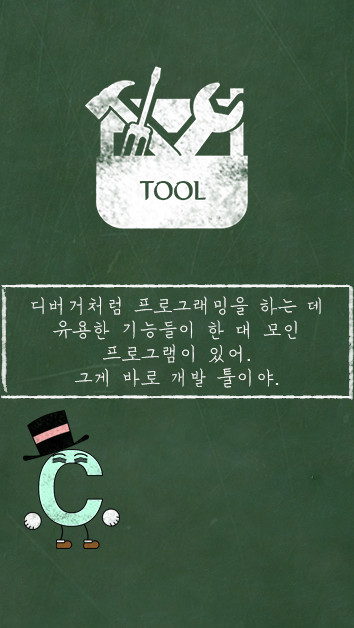 TOOL
디버거처럼 프로그래밍을 하는 데
유용한 기능들이 한 대 모인
프로그램이 있어.
그게 바로 개발 툴이야.
C